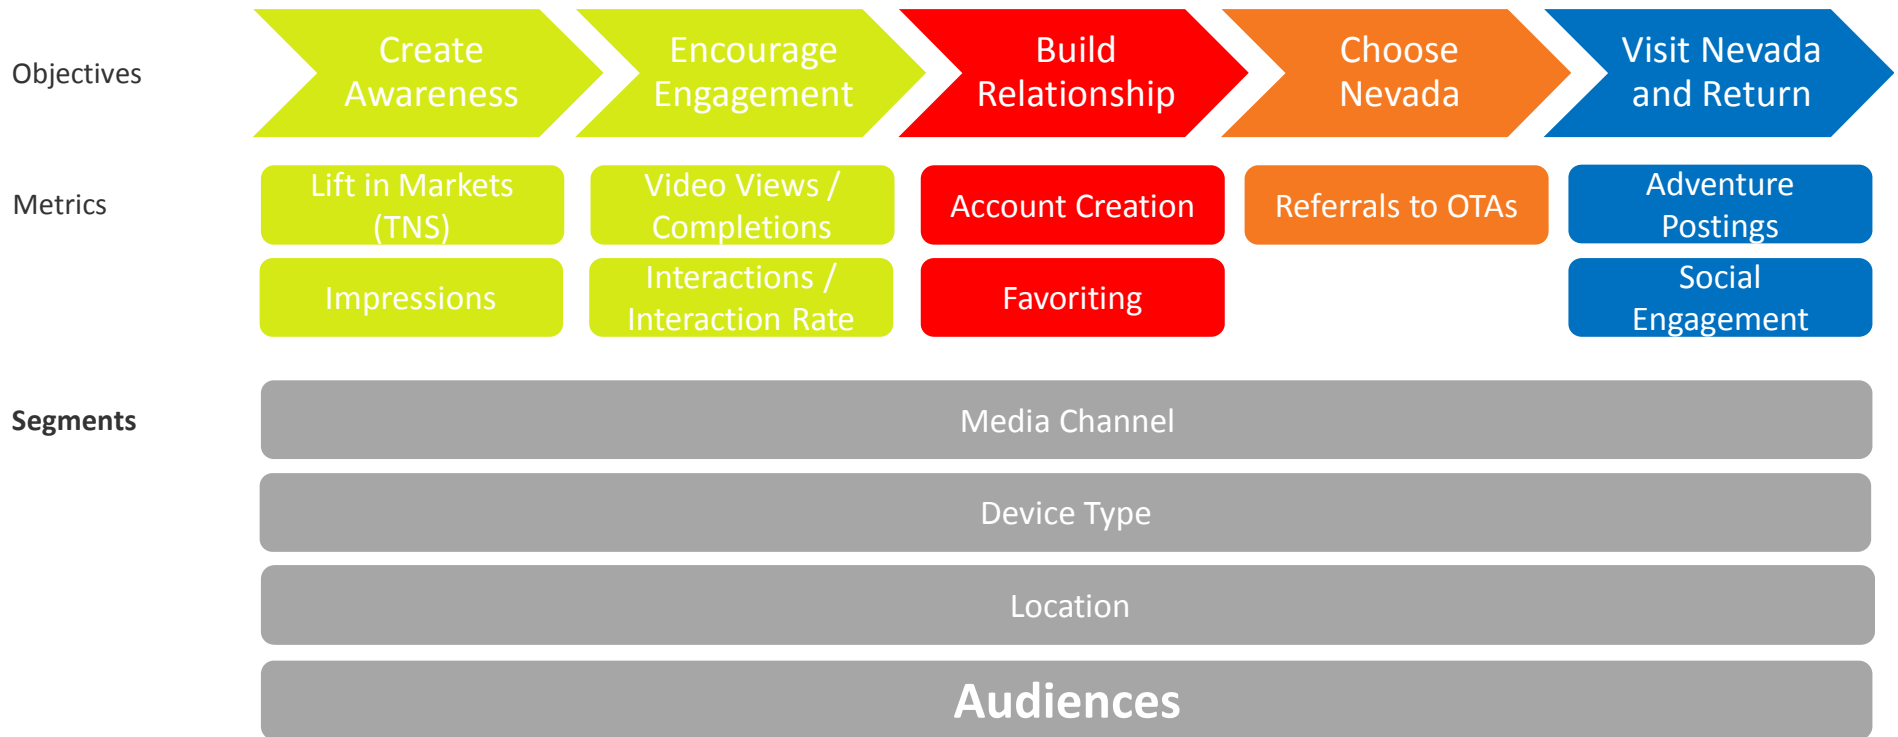 Objectives
Create
Awareness
Encourage
Engagement
Build
Relationship
Choose
Nevada
Visit Nevada
and Return
Metrics
Lift in Markets
(TNS)
Video Views /
Completions
Account Creation
Referrals to OTAs
Adventure
Postings
Impressions
Interactions /
Interaction Rate
Favoriting
Social
Engagement
Segments
Media Channel
Device Type
Location
Audiences